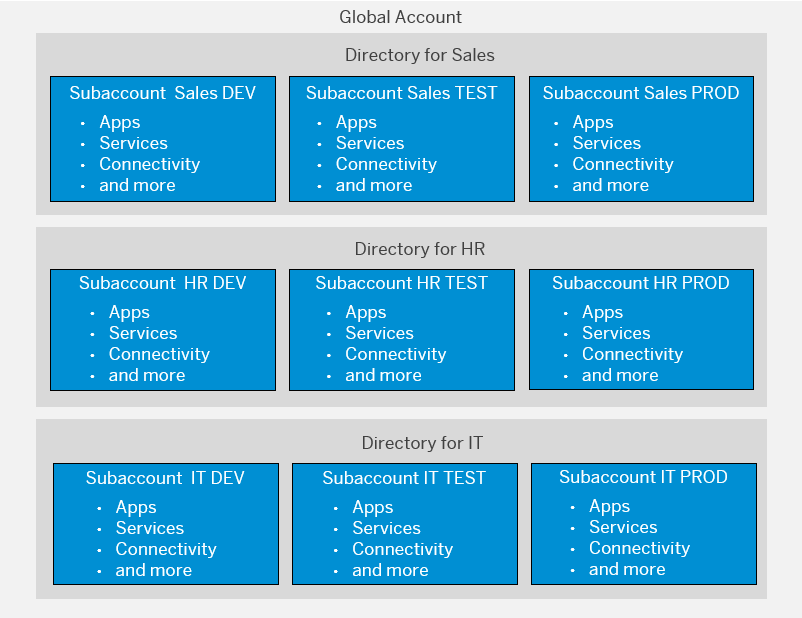 Global Account
Directory for Sales
Subaccount  Sales DEV
• Apps
• Services
• Connectivity
• and more
Subaccount Sales TEST
• Apps
• Services
• Connectivity
• and more
Subaccount Sales PROD
• Apps
• Services
• Connectivity
• and more
Directory for HR
Subaccount  HR DEV
• Apps
• Services
• Connectivity
• and more
Subaccount HR TEST
• Apps
• Services
• Connectivity
• and more
Subaccount HR PROD
• Apps
• Services
• Connectivity
• and more
Directory for IT
Subaccount  IT DEV
• Apps
• Services
• Connectivity
• and more
Subaccount IT TEST
• Apps
• Services
• Connectivity
• and more
Subaccount IT PROD
• Apps
• Services
• Connectivity
• and more